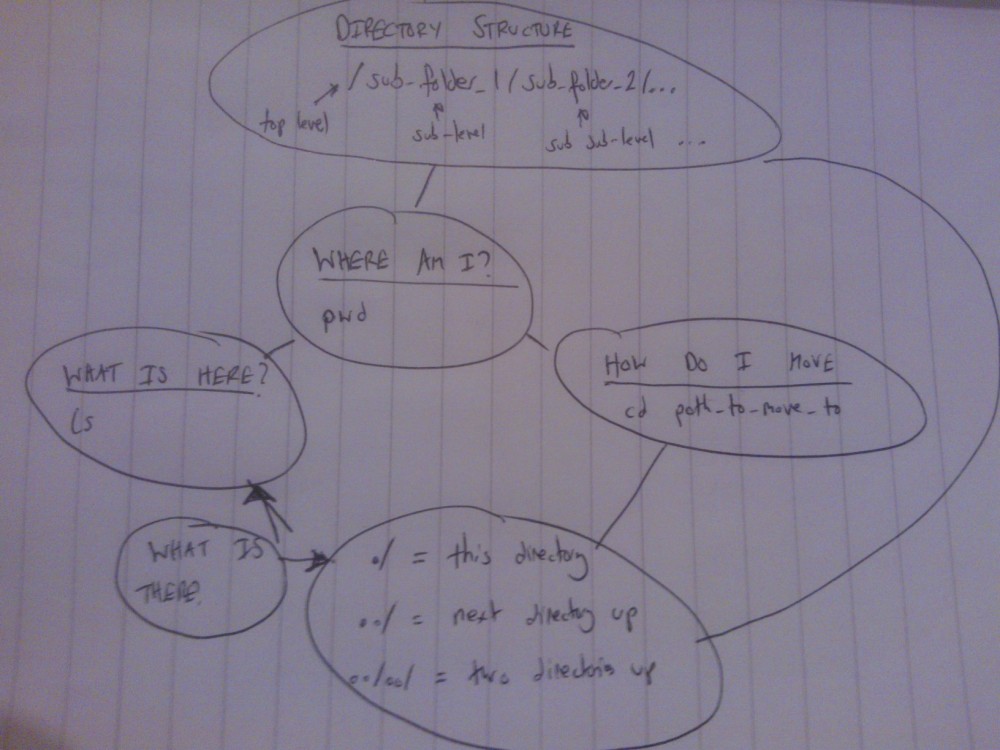 DIRECTORY STRUCTURE
/sub-folder_1/sub-folder_2/...
top level
sub-level
sub sub-level ...
WHERE AM I?
pwd
WHAT IS HERE?
ls
HOW DO I MOVE
cd path-to-move-to
WHAT IS
THERE?
./ = this directory
../ = next directory up
../../ = two directories up